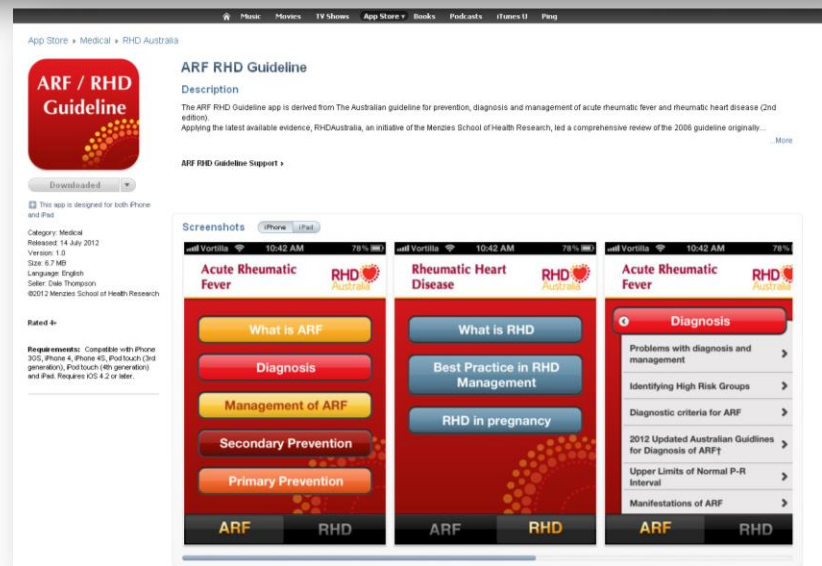 Music Movies TV Shows App Store Books Podcasts iTunes U Ping
App Store Medical RHD Australia
ARF / RHD
Guideline
Downloaded
This app is designed for both iPhone
and iPad
Category: Medical
Released: 14 July 2012
Version: 1.0
Size: 6.7 MB
Language: English
Seller: Dale Thompson
©2012 Menzies School of Health Research
Rated 4+
Requirements: Compatible with iPhone
3GS, iPhone 4, iPhone 4S, iPod touch (3rd
generation), iPod touch (4th generation)
and iPad. Requires iOS 4.2 or later.
ARF RHD Guideline
Description
The ARF RHD Guideline app is derived from The Australian guideline for prevention, diagnosis and management of acute rheumatic fever and rheumatic heart disease (2nd
edition).
Applying the latest available evidence, RHDAustralia, an initiative of the Menzies School of Health Research, led a comprehensive review of the 2006 guideline originally...
...More
ARF RHD Guideline Support
Screenshots iPhone iPad
Vortilla 10:42 AM 78%
Acute Rheumatic
Fever
RHD
Australia
What is ARF
Diagnosis
Management of ARF
Secondary Prevention
Primary Prevention
ARF RHD
Vortilla 10:42 AM 78%
Rheumatic Heart
Disease
RHD
Australia
What is RHD
Best Practice in RHD
Management
RHD in pregnancy
ARF RHD
Vortilla 10:42 AM 78%
Acute Rheumatic
Fever
RHD
Australia
Diagnosis
Problems with diagnosis and
management
Identifying High Risk Groups
Diagnostic criteria for ARF
2012 Updated Australian Guidlines
for Diagnosis of ARF†
Upper Limits of Normal P-R
Interval
Manifestations of ARF
ARF RHD